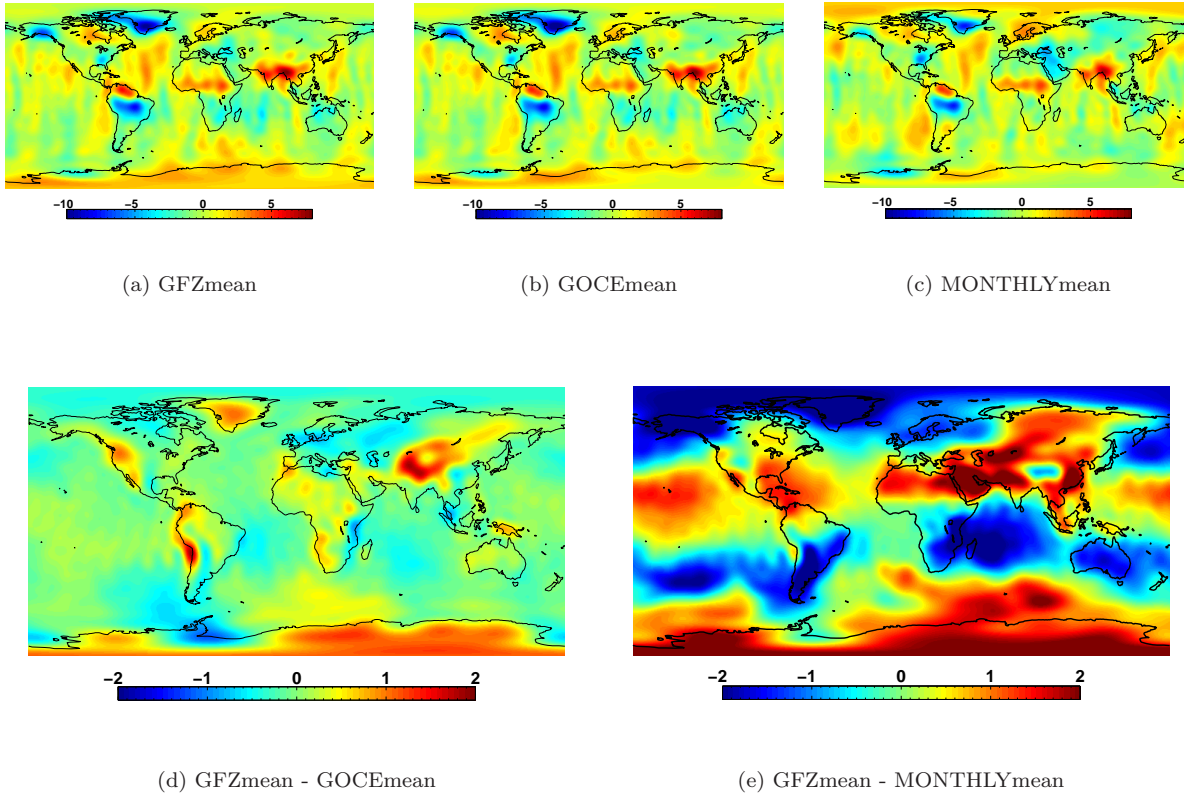 −10 −5 0 5
−10 −5 0 5
−10 −5 0 5
(a) GFZmean
(b) GOCEmean
(c) MONTHLYmean
−2 −1 0 1 2
−2 −1 0 1 2
(d) GFZmean - GOCEmean
(e) GFZmean - MONTHLYmean